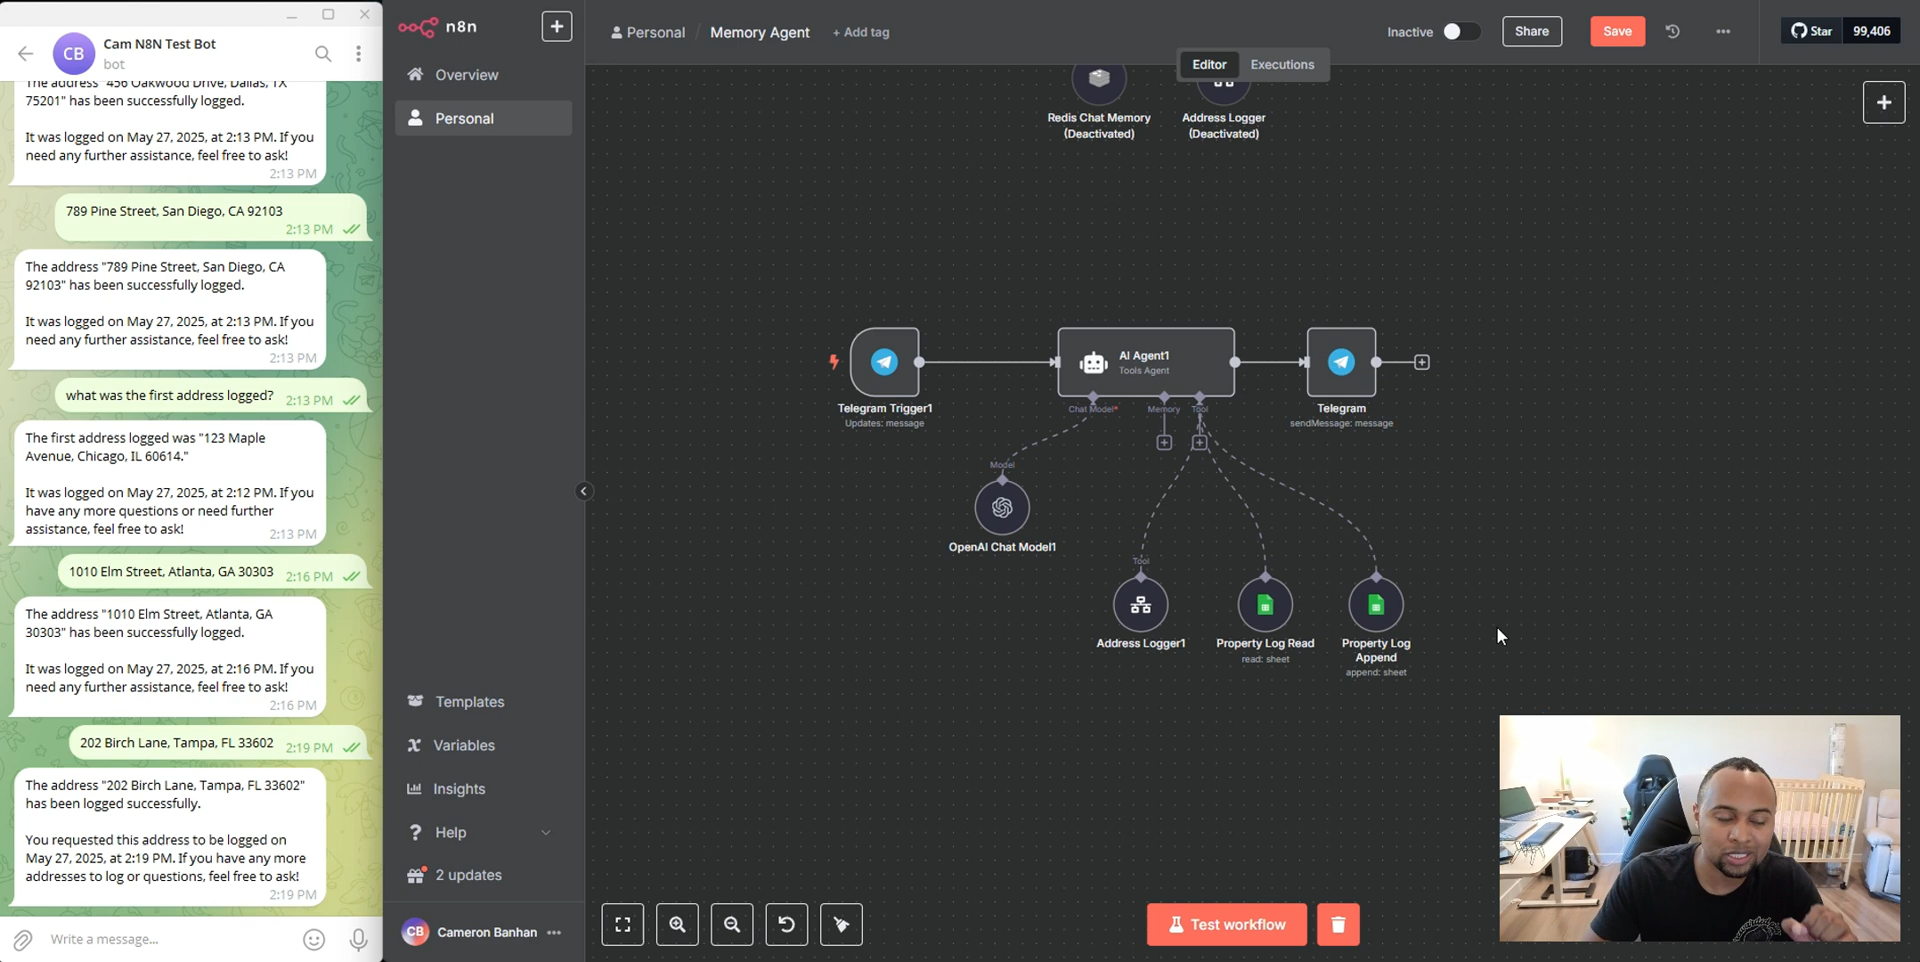 CB
Cam N8N Test Bot
bot
The address "456 Oakwood Drive, Dallas, TX
75201" has been successfully logged.
It was logged on May 27, 2025, at 2:13 PM. If you
need any further assistance, feel free to ask!
2:13 PM
789 Pine Street, San Diego, CA 92103
2:13 PM
The address "789 Pine Street, San Diego, CA
92103" has been successfully logged.
It was logged on May 27, 2025, at 2:13 PM. If you
need any further assistance, feel free to ask!
2:13 PM
what was the first address logged? 2:13 PM
The first address logged was "123 Maple
Avenue, Chicago, IL 60614."
It was logged on May 27, 2025, at 2:12 PM. If you
have any more questions or need further
assistance, feel free to ask!
2:13 PM
1010 Elm Street, Atlanta, GA 30303 2:16 PM
The address "1010 Elm Street, Atlanta, GA
30303" has been successfully logged.
It was logged on May 27, 2025, at 2:16 PM. If you
need any further assistance, feel free to ask!
2:16 PM
202 Birch Lane, Tampa, FL 33602 2:19 PM
The address "202 Birch Lane, Tampa, FL 33602"
has been logged successfully.
You requested this address to be logged on
May 27, 2025, at 2:19 PM. If you have any more
addresses to log or questions, feel free to ask!
2:19 PM
Write a message...
n8n
Overview
Personal
Templates
Variables
Insights
Help
2 updates
CB Cameron Banhan
Personal / Memory Agent + Add tag
Inactive
Share
Save
Star 99,406
Editor Executions
Redis Chat Memory
(Deactivated)
Address Logger
(Deactivated)
Telegram Trigger1
Updates: message
AI Agent1
Tools Agent
Chat Model*
Memory
Tool
Telegram
sendMessage: message
Model
OpenAI Chat Model1
Tool
Address Logger1
Property Log Read
read: sheet
Property Log
Append
append: sheet
Test workflow